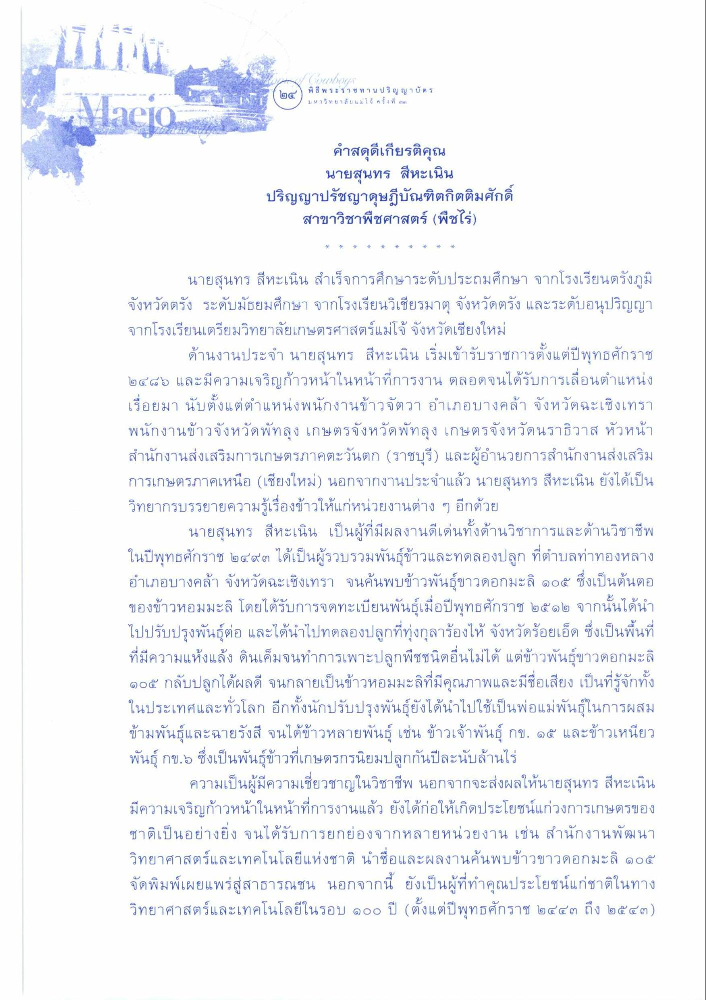 The Home of Cowboys
๒๔
พิธีพระราชทานปริญญาบัตร
มหาวิทยาลัยแม่โจ้ ครั้งที่ ๓๓
Maejo
university
คำสดุดีเกียรติคุณ
นายสุนทร สีหะเนิน
ปริญญาปรัชญาดุษฎีบัณฑิตกิตติมศักดิ์
สาขาวิชาพืชศาสตร์ (พืชไร่)
* * * * * * * * * *
นายสุนทร สีหะเนิน สำเร็จการศึกษาระดับประถมศึกษา จากโรงเรียนตรังภูมิ
จังหวัดตรัง ระดับมัธยมศึกษา จากโรงเรียนวิเชียรมาตุ จังหวัดตรัง และระดับอนุปริญญา
จากโรงเรียนเตรียมวิทยาลัยเกษตรศาสตร์แม่โจ้ จังหวัดเชียงใหม่
ด้านงานประจำ นายสุนทร สีหะเนิน เริ่มเข้ารับราชการตั้งแต่ปีพุทธศักราช
๒๔๘๖ และมีความเจริญก้าวหน้าในหน้าที่การงาน ตลอดจนได้รับการเลื่อนตำแหน่ง
เรื่อยมา นับตั้งแต่ตำแหน่งพนักงานข้าวจัตวา อำเภอบางคล้า จังหวัดฉะเชิงเทรา
พนักงานข้าวจังหวัดพัทลุง เกษตรจังหวัดพัทลุง เกษตรจังหวัดนราธิวาส หัวหน้า
สำนักงานส่งเสริมการเกษตรภาคตะวันตก (ราชบุรี) และผู้อำนวยการสำนักงานส่งเสริม
การเกษตรภาคเหนือ (เชียงใหม่) นอกจากงานประจำแล้ว นายสุนทร สีหะเนิน ยังได้เป็น
วิทยากรบรรยายความรู้เรื่องข้าวให้แก่หน่วยงานต่าง ๆ อีกด้วย
นายสุนทร สีหะเนิน เป็นผู้ที่มีผลงานดีเด่นทั้งด้านวิชาการและด้านวิชาชีพ
ในปีพุทธศักราช ๒๔๙๓ ได้เป็นผู้รวบรวมพันธุ์ข้าวและทดลองปลูก ที่ตำบลท่าทองหลาง
อำเภอบางคล้า จังหวัดฉะเชิงเทรา จนค้นพบข้าวพันธุ์ขาวดอกมะลิ ๑๐๕ ซึ่งเป็นต้นตอ
ของข้าวหอมมะลิ โดยได้รับการจดทะเบียนพันธุ์เมื่อปีพุทธศักราช ๒๕๑๒ จากนั้นได้นำ
ไปปรับปรุงพันธุ์ต่อ และได้นำไปทดลองปลูกที่ทุ่งกุลาร้องไห้ จังหวัดร้อยเอ็ด ซึ่งเป็นพื้นที่
ที่มีความแห้งแล้ง ดินเค็มจนทำการเพาะปลูกพืชชนิดอื่นไม่ได้ แต่ข้าวพันธุ์ขาวดอกมะลิ
๑๐๕ กลับปลูกได้ผลดี จนกลายเป็นข้าวหอมมะลิที่มีคุณภาพและมีชื่อเสียง เป็นที่รู้จักทั้ง
ในประเทศและทั่วโลก อีกทั้งนักปรับปรุงพันธุ์ยังได้นำไปใช้เป็นพ่อแม่พันธุ์ในการผสม
ข้ามพันธุ์และฉายรังสี จนได้ข้าวหลายพันธุ์ เช่น ข้าวเจ้าพันธุ์ กข. ๑๕ และข้าวเหนียว
พันธุ์ กข.๖ ซึ่งเป็นพันธุ์ข้าวที่เกษตรกรนิยมปลูกกันปีละนับล้านไร่
ความเป็นผู้มีความเชี่ยวชาญในวิชาชีพ นอกจากจะส่งผลให้นายสุนทร สีหะเนิน
มีความเจริญก้าวหน้าในหน้าที่การงานแล้ว ยังได้ก่อให้เกิดประโยชน์แก่วงการเกษตรของ
ชาติเป็นอย่างยิ่ง จนได้รับการยกย่องจากหลายหน่วยงาน เช่น สำนักงานพัฒนา
วิทยาศาสตร์และเทคโนโลยีแห่งชาติ นำชื่อและผลงานค้นพบข้าวขาวดอกมะลิ ๑๐๕
จัดพิมพ์เผยแพร่สู่สาธารณชน นอกจากนี้ ยังเป็นผู้ที่ทำคุณประโยชน์แก่ชาติในทาง
วิทยาศาสตร์และเทคโนโลยีในรอบ ๑๐๐ ปี (ตั้งแต่ปีพุทธศักราช ๒๔๔๓ ถึง ๒๕๔๓)